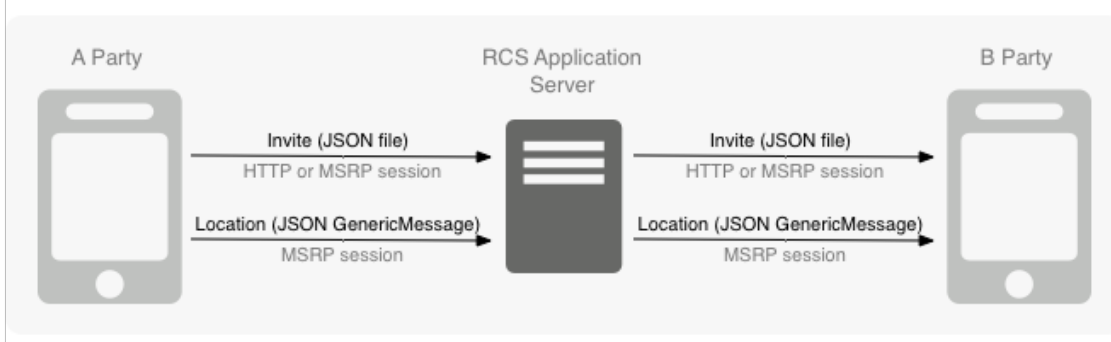 A Party
RCS Application
Server
B Party
Invite (JSON file)
HTTP or MSRP session
Location (JSON GenericMessage)
MSRP session
Invite (JSON file)
HTTP or MSRP session
Location (JSON GenericMessage)
MSRP session